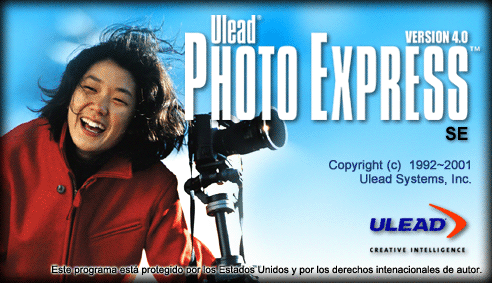 Ulead®
VERSION 4.0
PHOTO EXPRESS™
SE
Copyright (c) 1992~2001
Ulead Systems, Inc.
ULEAD
CREATIVE INTELLIGENCE
Este programa está protegido por los Estados Unidos y por los derechos intenacionales de autor.